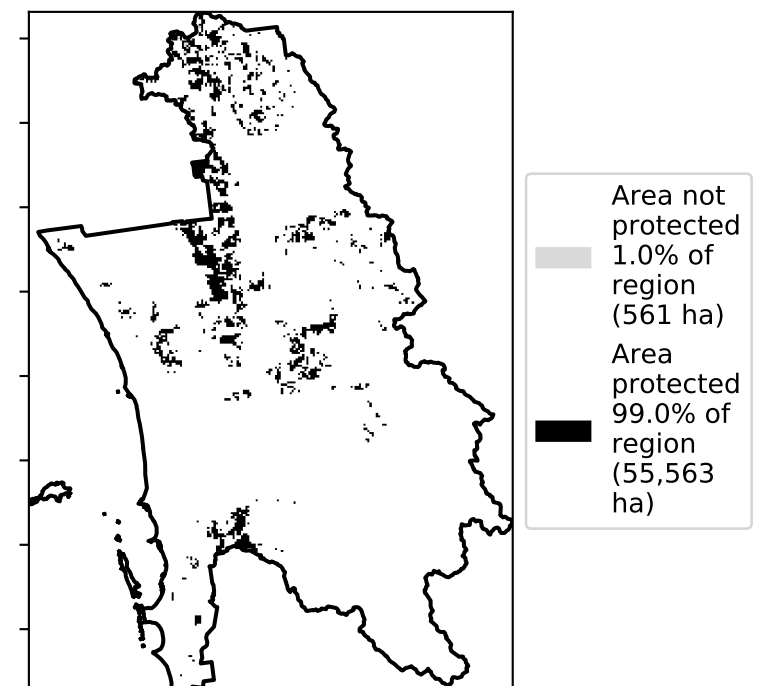 Area not
protected
1.0% of
region
(561 ha)
Area
protected
99.0% of
region
(55,563
ha)